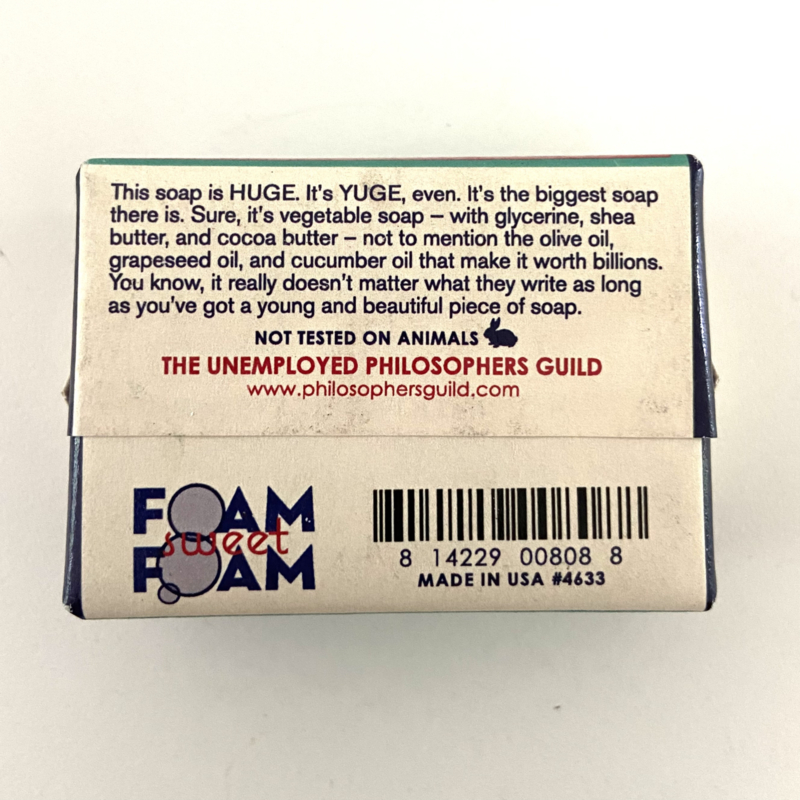 This soap is HUGE. It's YUGE, even. It's the biggest soap
there is. Sure, it's vegetable soap – with glycerine, shea
butter, and cocoa butter – not to mention the olive oil,
grapeseed oil, and cucumber oil that make it worth billions.
You know, it really doesn't matter what they write as long
as you've got a young and beautiful piece of soap.
NOT TESTED ON ANIMALS
THE UNEMPLOYED PHILOSOPHERS GUILD
www.philosophersguild.com
FOAM
sweet
FOAM
8 14229 00808 8
MADE IN USA #4633